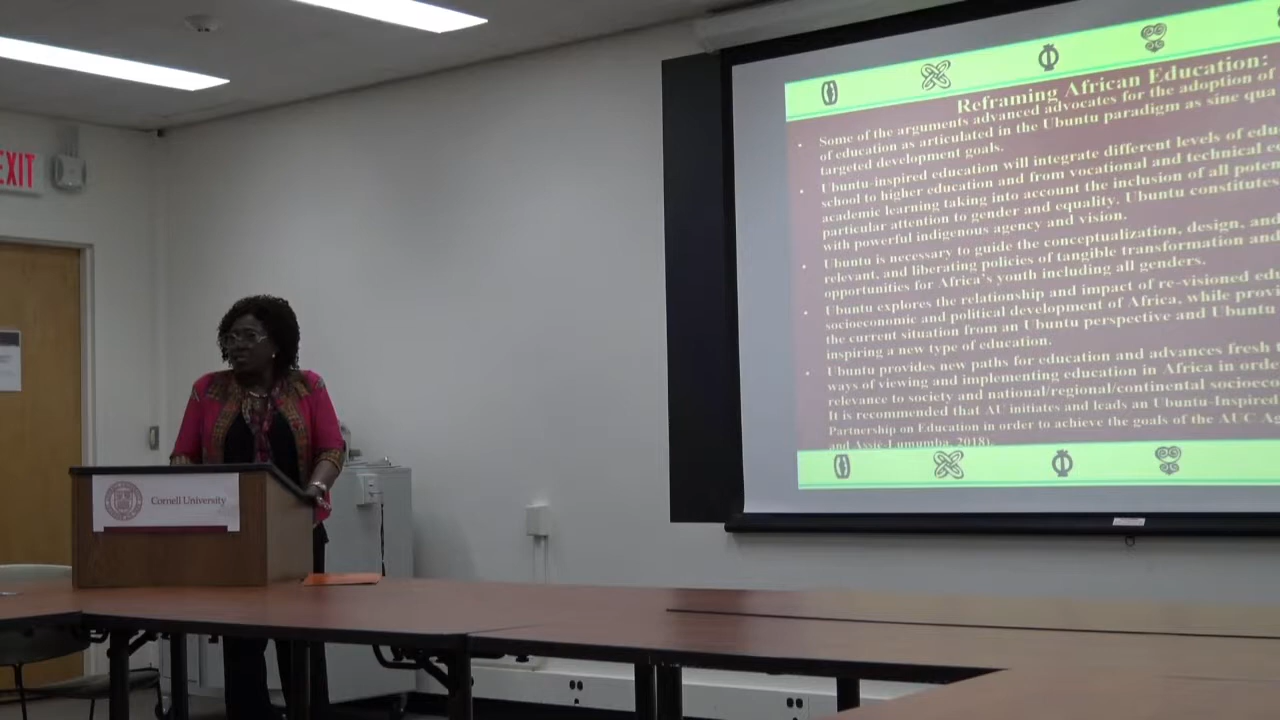 EXIT
Cornell University
Reframing African Education:
Some of the arguments advanced advocates for the adoption of
of education as articulated in the Ubuntu paradigm as sine qua
targeted development goals.
Ubuntu-inspired education will integrate different levels of edu
school to higher education and from vocational and technical e
academic learning taking into account the inclusion of all poten
particular attention to gender and equality. Ubuntu constitutes
with powerful indigenous agency and vision.
Ubuntu is necessary to guide the conceptualization, design, and
relevant, and liberating policies of tangible transformation and
opportunities for Africa's youth including all genders.
Ubuntu explores the relationship and impact of re-visioned edu
socioeconomic and political development of Africa, while provi
the current situation from an Ubuntu perspective and Ubuntu
inspiring a new type of education.
Ubuntu provides new paths for education and advances fresh
ways of viewing and implementing education in Africa in orde
relevance to society and national/regional/continental socioeco
It is recommended that AU initiates and leads an Ubuntu-Inspired
Partnership on Education in order to achieve the goals of the AUC Ag
and Assie-Lumumba, 2018).